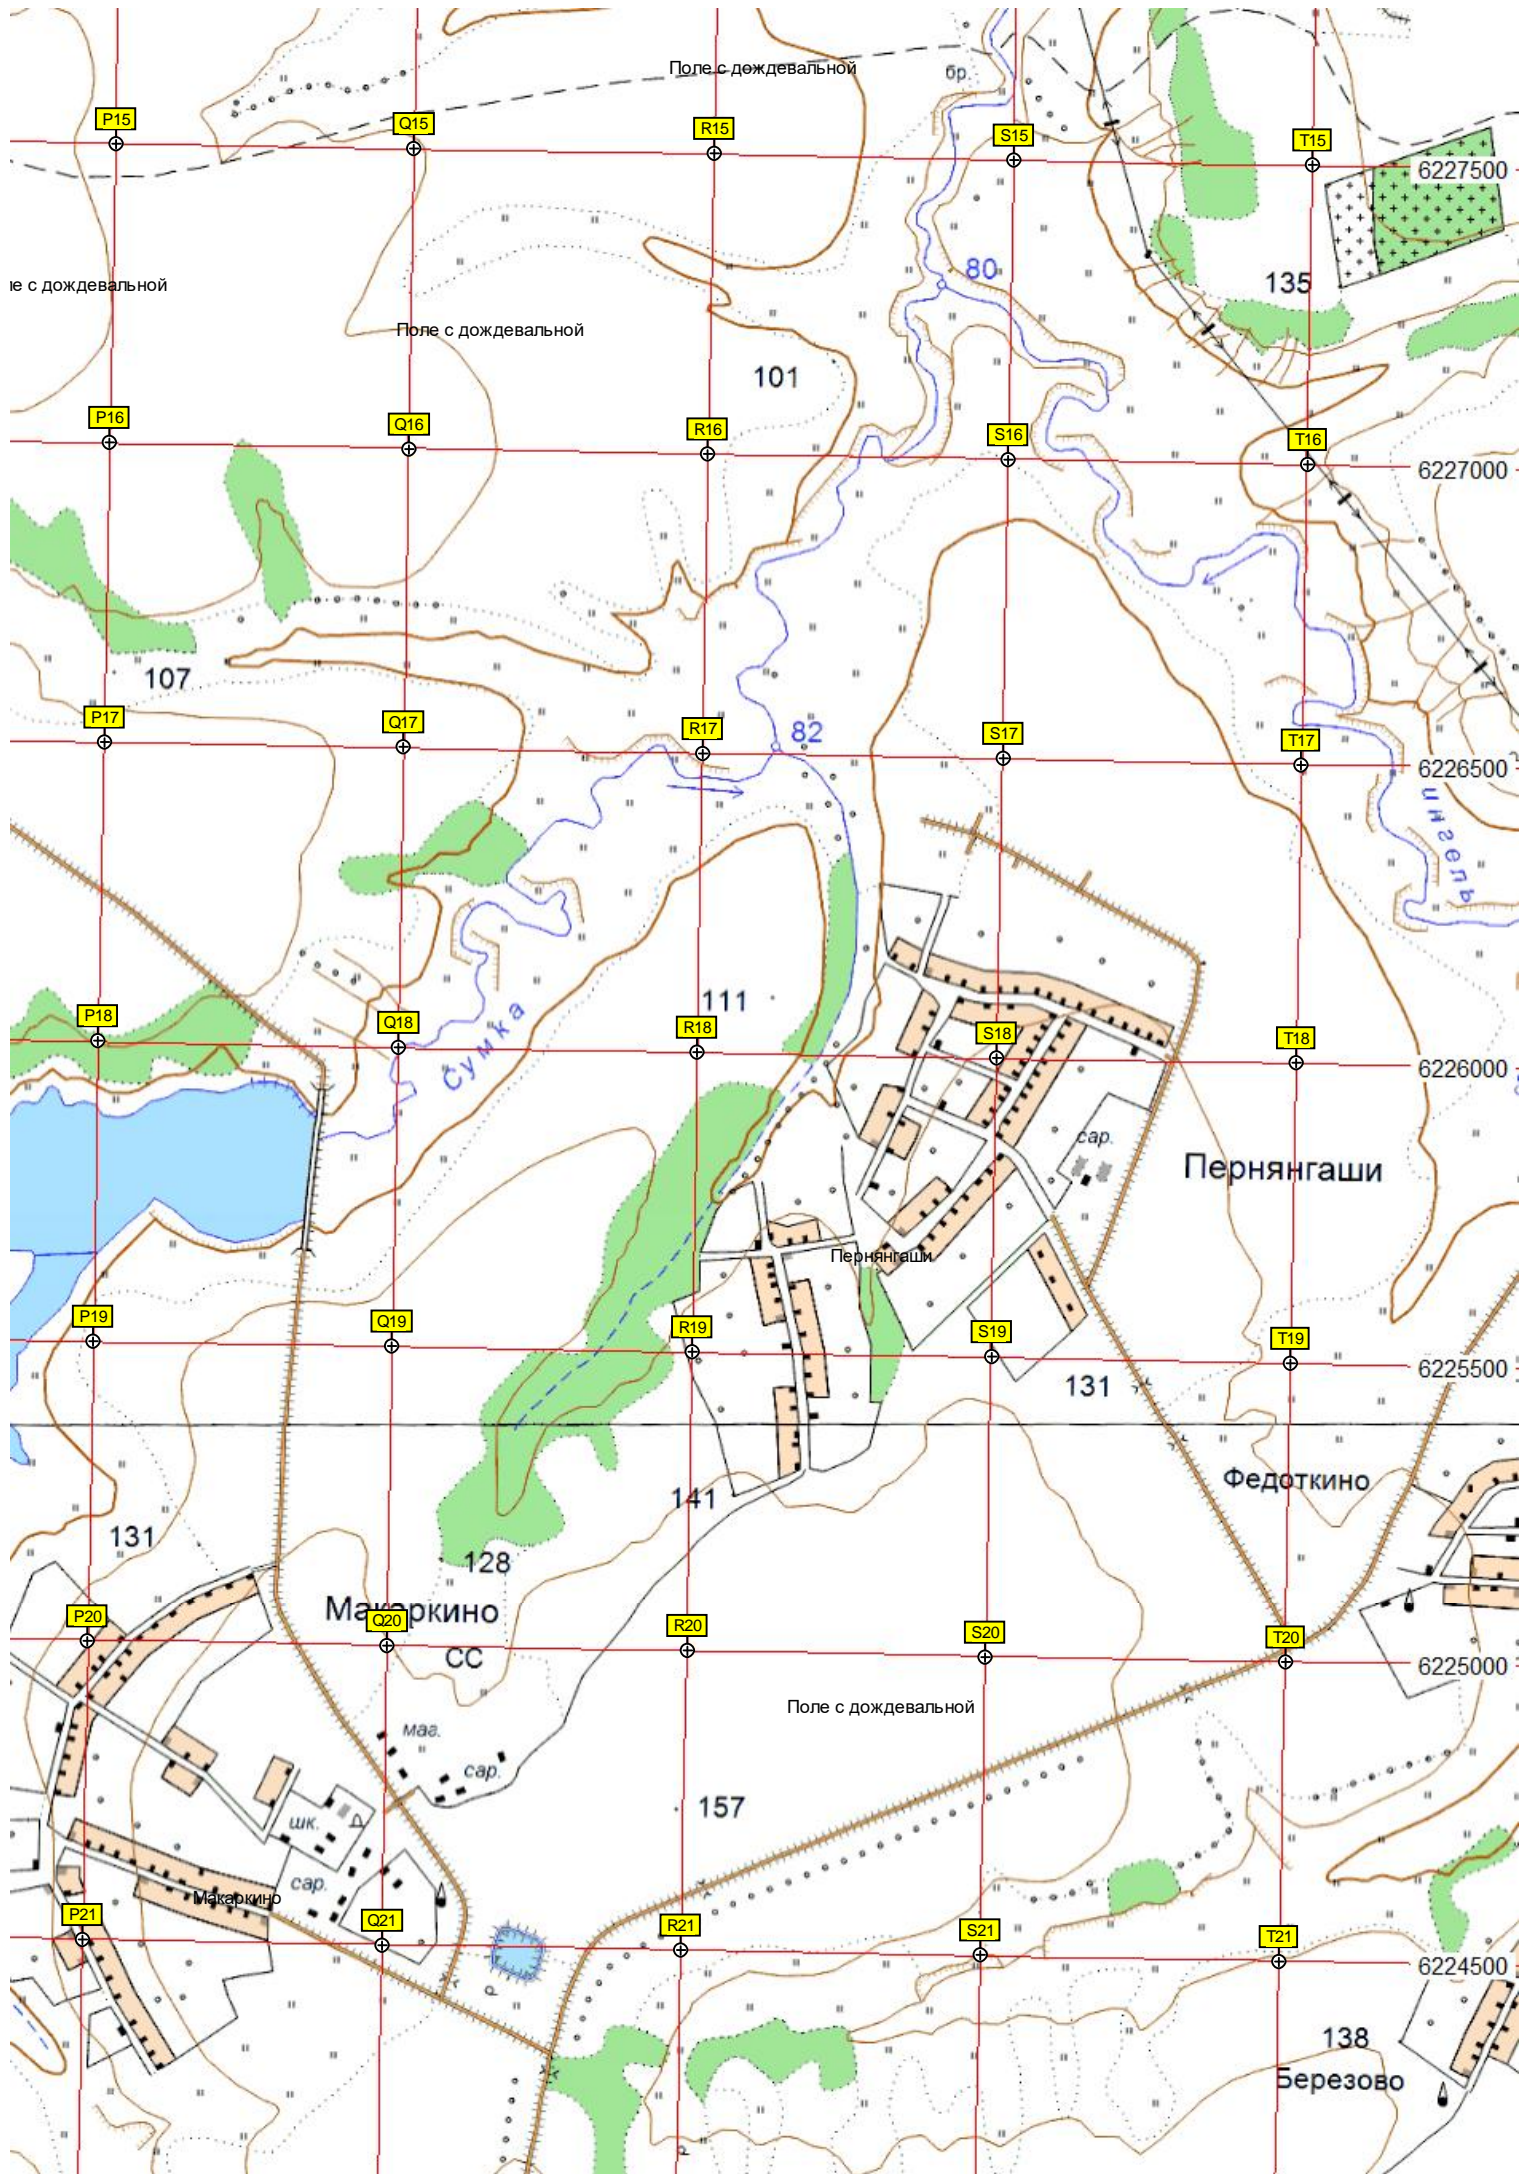 Поле с дождевальной
бр.
P15
Q15
R15
S15
T15
6227500
80
135
ле с дождевальной
Поле с дождевальной
101
P16
Q16
R16
S16
T16
6227000
107
P17
Q17
R17
82
S17
T17
6226500
ингель
111
P18
Q18
Сумка
R18
S18
T18
6226000
сар.
Пернянгаши
Пернянгаши
P19
Q19
R19
S19
T19
6225500
131
Федоткино
141
131
128
Макаркино
P20
Q20
R20
S20
T20
СС
6225000
Поле с дождевальной
маг.
сар.
157
шк.
сар.
Макаркино
P21
Q21
R21
S21
T21
6224500
138
Березово